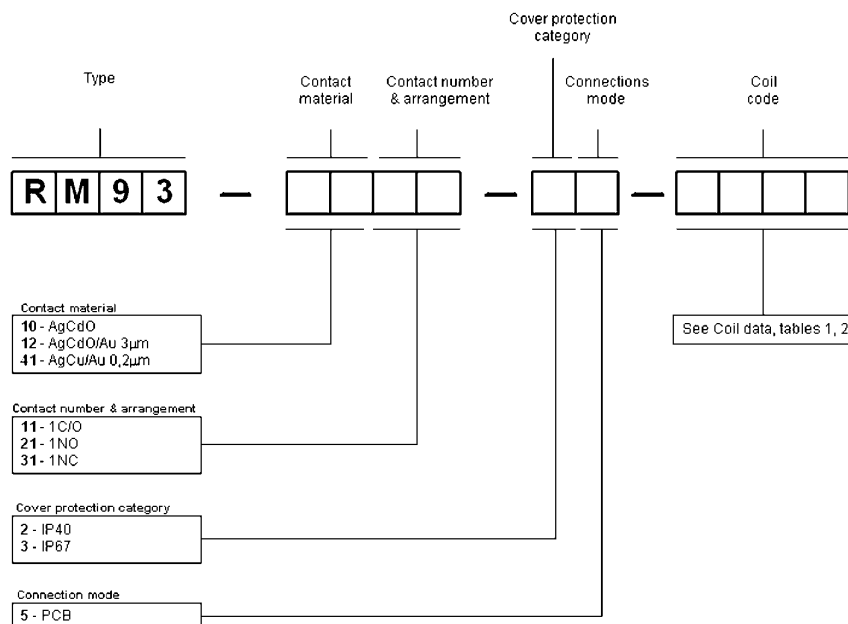 Cover protection
category
Type
Contact
material
Contact number
& arrangement
Connections
mode
Coil
code
R M 9 3 – – –
Contact material
10 - AgCdO
12 - AgCdO/Au 3µm
41 - AgCu/Au 0,2µm
See Coil data, tables 1, 2
Contact number & arrangement
11 - 1C/O
21 - 1NO
31 - 1NC
Cover protection category
2 - IP40
3 - IP67
Connection mode
5 - PCB